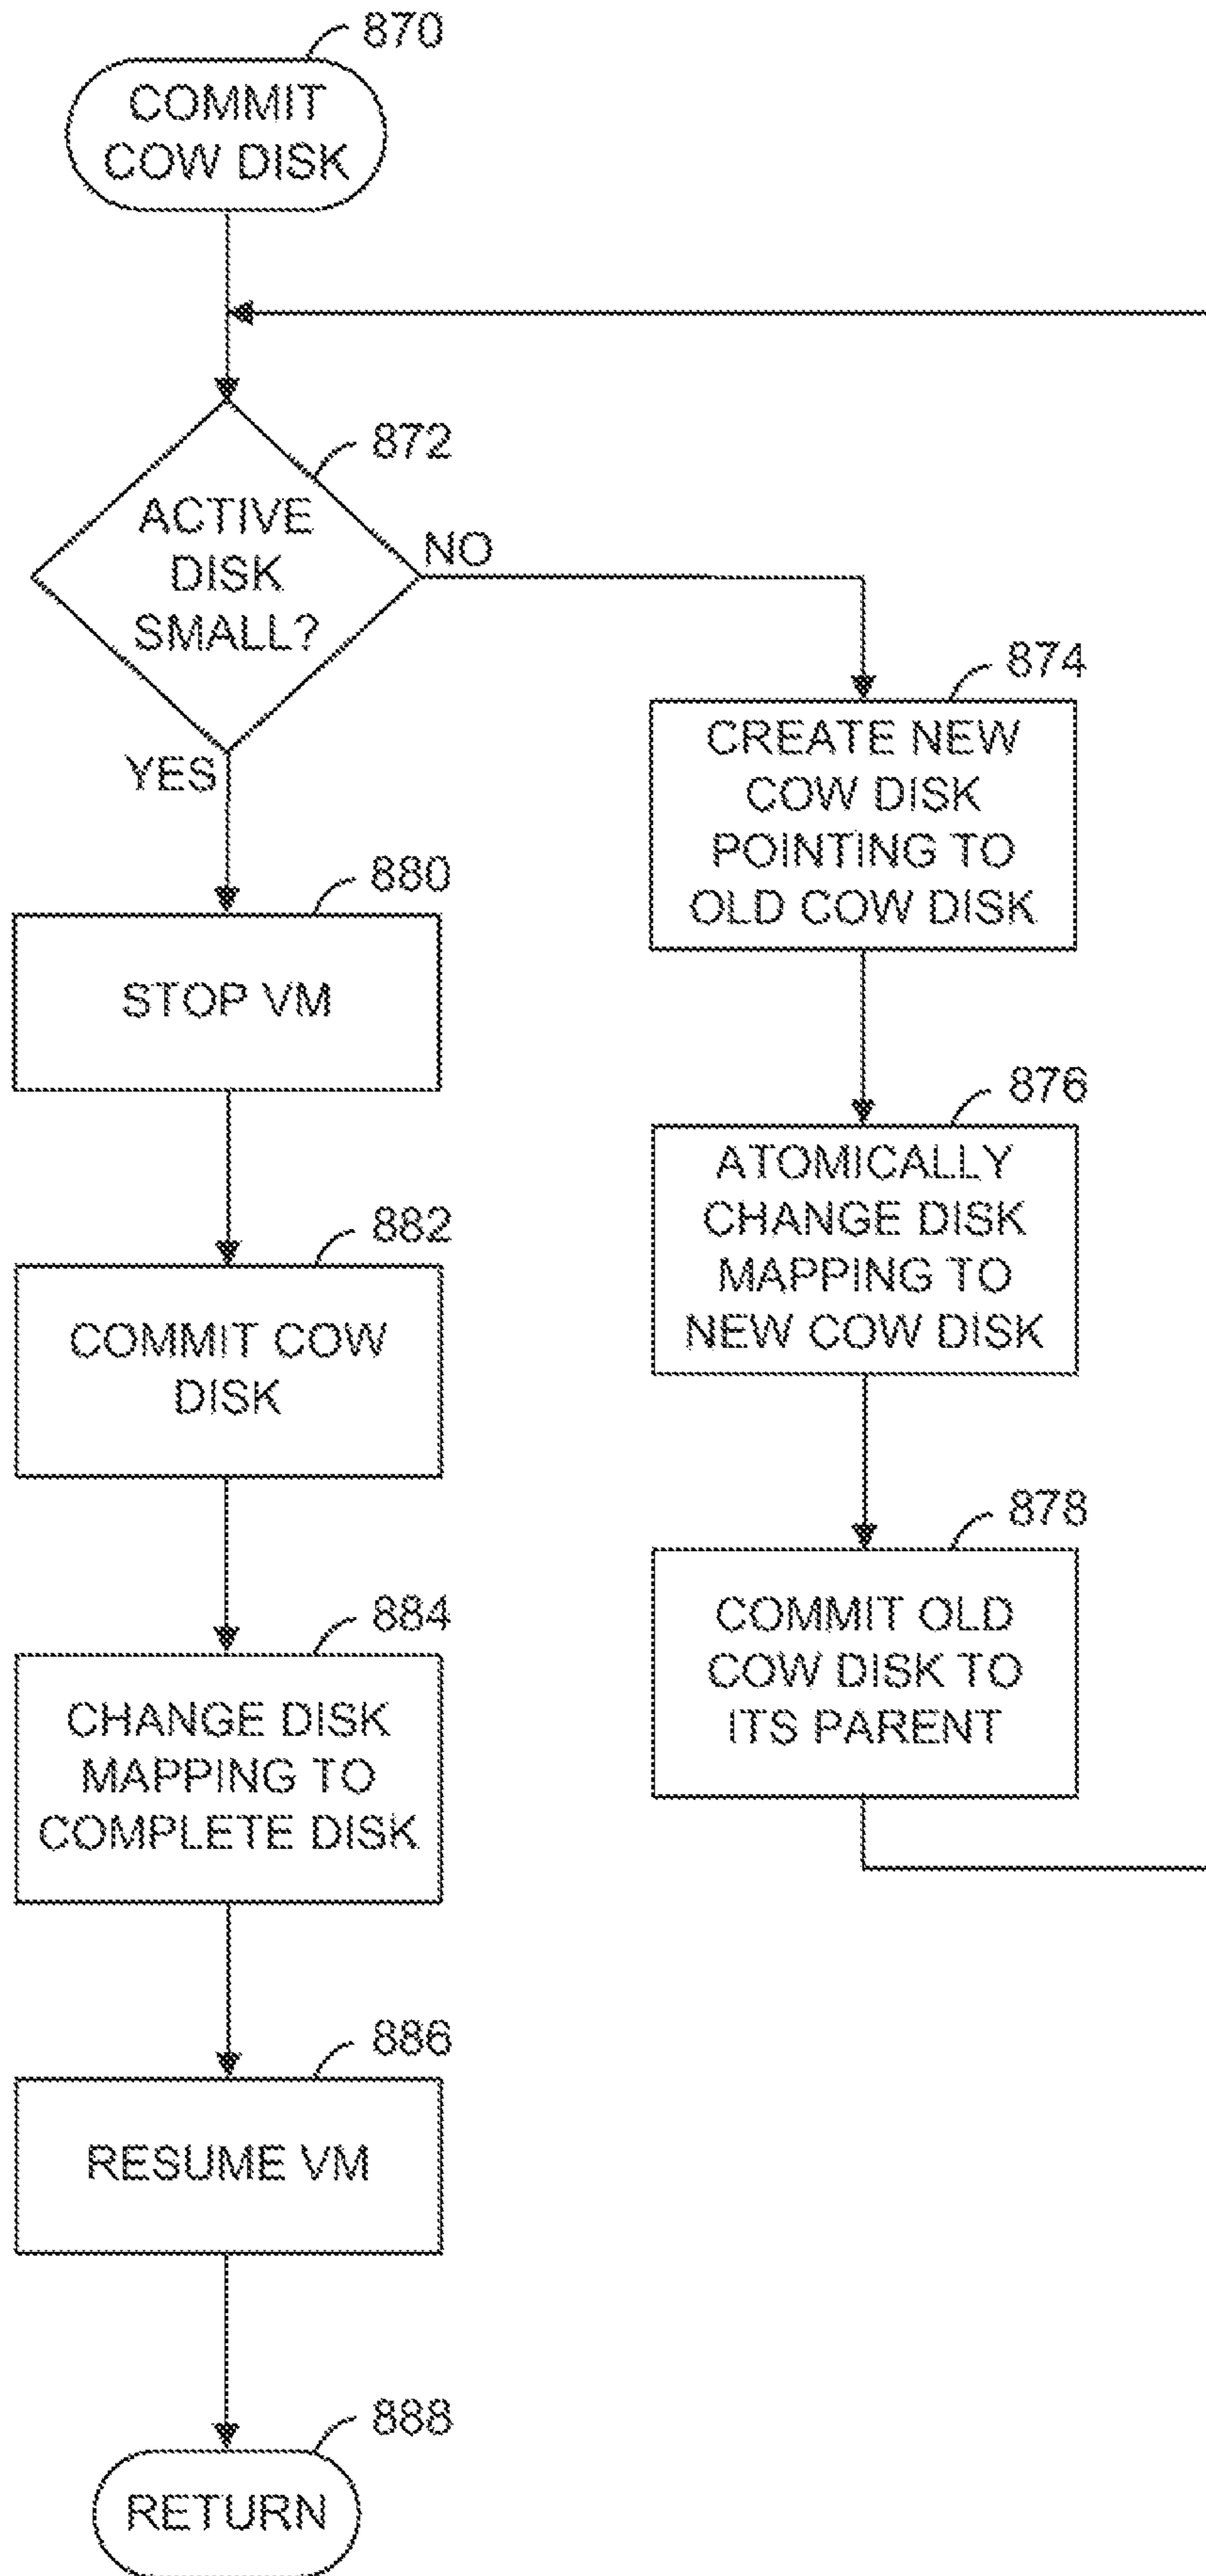 870
COMMIT
COW DISK
872
ACTIVE
DISK
SMALL?
NO
YES
874
CREATE NEW
COW DISK
POINTING TO
OLD COW DISK
876
ATOMICALLY
CHANGE DISK
MAPPING TO
NEW COW DISK
878
COMMIT OLD
COW DISK TO
ITS PARENT
880
STOP VM
882
COMMIT COW
DISK
884
CHANGE DISK
MAPPING TO
COMPLETE DISK
886
RESUME VM
888
RETURN